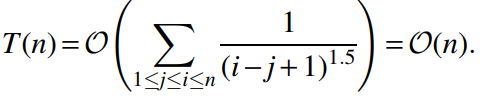 T(n) = 𝒪(∑_{1≤j≤i≤n} 1/(i−j+1)^{1.5}) = 𝒪(n).